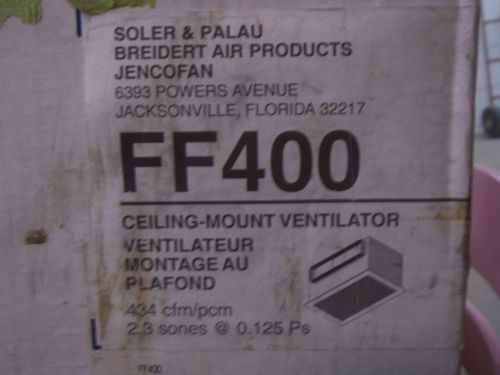 SOLER & PALAU
BREIDERT AIR PRODUCTS
JENCOFAN
6393 POWERS AVENUE
JACKSONVILLE, FLORIDA 32217
FF400
CEILING-MOUNT VENTILATOR
VENTILATEUR
MONTAGE AU
PLAFOND
434 cfm/pcm
2.3 sones @ 0.125 Ps
FF400